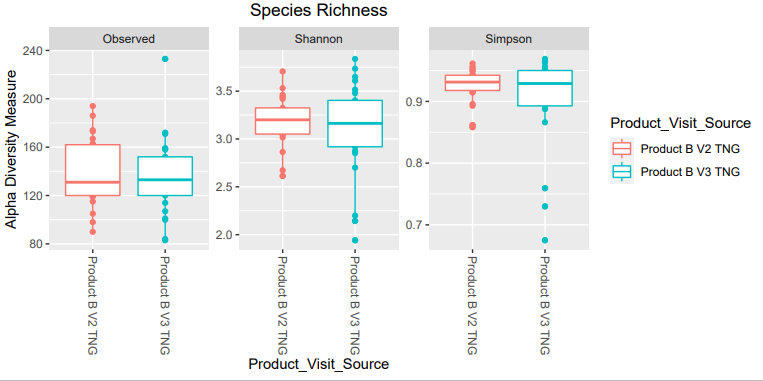 Species Richness
Observed
Shannon
Simpson
Alpha Diversity Measure
240
200
160
120
80
3.5
3.0
2.5
2.0
0.9
0.8
0.7
Product B V2 TNG
Product B V3 TNG
Product B V2 TNG
Product B V3 TNG
Product B V2 TNG
Product B V3 TNG
Product_Visit_Source
Product_Visit_Source
Product B V2 TNG
Product B V3 TNG